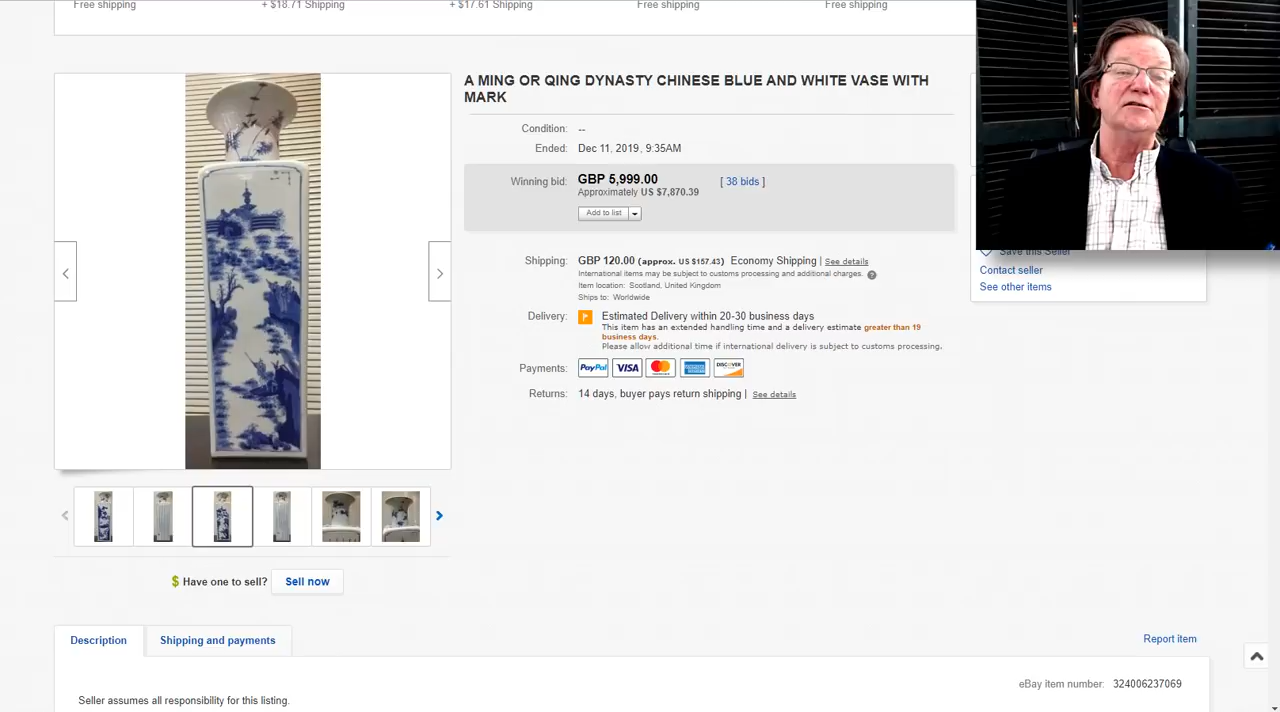 Free shipping
+ $18.71 Shipping
+ $17.61 Shipping
Free shipping
Free shipping
A MING OR QING DYNASTY CHINESE BLUE AND WHITE VASE WITH
MARK
Condition: --
Ended: Dec 11, 2019, 9:35AM
Winning bid: GBP 5,999.00 [ 38 bids ]
Approximately US $7,870.39
Add to list
Shipping: GBP 120.00 (approx. US $157.43) Economy Shipping | See details
International items may be subject to customs processing and additional charges. ?
Item location: Scotland, United Kingdom
Ships to: Worldwide
Delivery: Estimated Delivery within 20-30 business days
This item has an extended handling time and a delivery estimate greater than 19
business days.
Please allow additional time if international delivery is subject to customs processing.
Payments: PayPal VISA MasterCard AMERICAN EXPRESS DISCOVER
Returns: 14 days, buyer pays return shipping | See details
Save this Seller
Contact seller
See other items
$ Have one to sell? Sell now
Description
Shipping and payments
Report item
eBay item number: 324006237069
Seller assumes all responsibility for this listing.